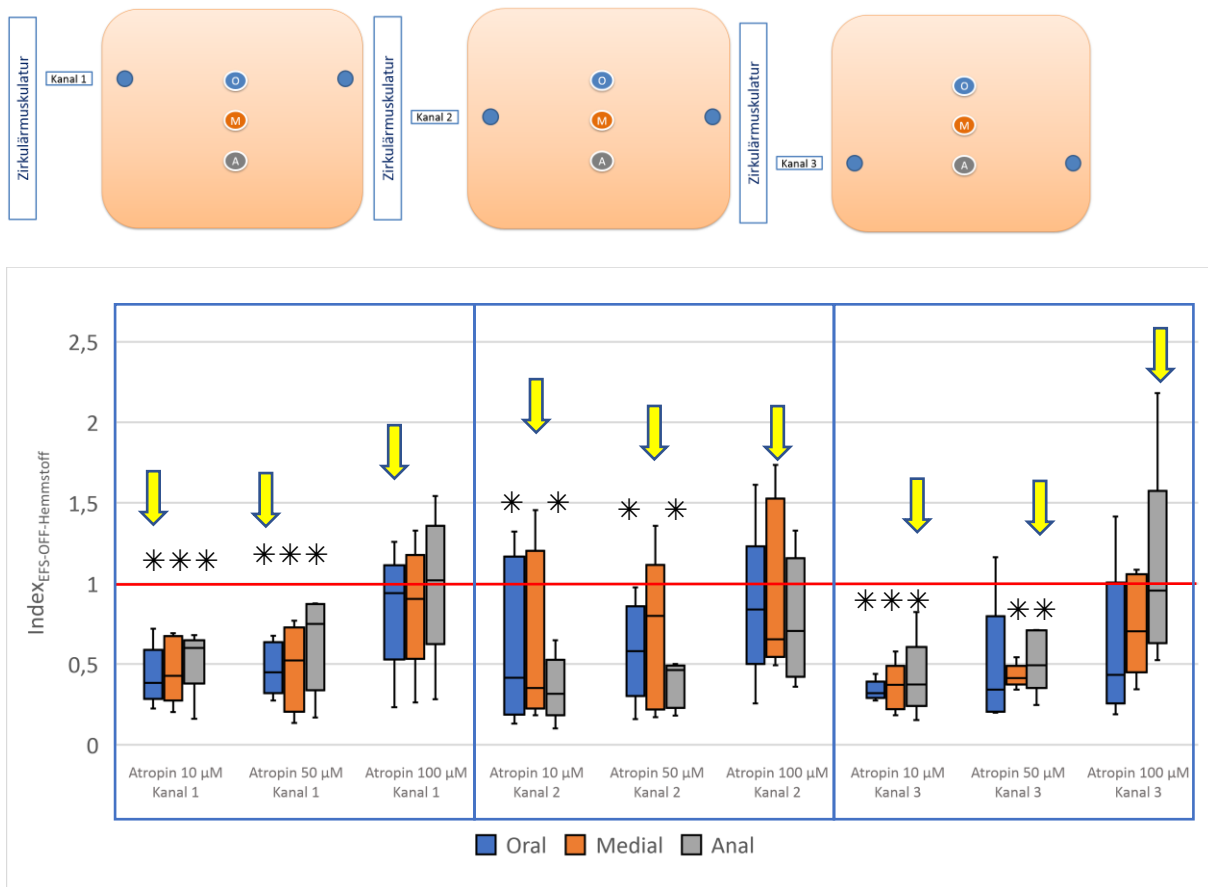 Zirkulärmuskulatur
Kanal 1
O
M
A
Zirkulärmuskulatur
Kanal 2
O
M
A
Zirkulärmuskulatur
Kanal 3
O
M
A
Index EFS-OFF-Hemmstoff
2,5
2
1,5
1
0,5
0
✳✳✳
✳✳✳
✳ ✳
✳ ✳
✳✳✳
✳✳
Atropin 10 µM
Kanal 1
Atropin 50 µM
Kanal 1
Atropin 100 µM
Kanal 1
Atropin 10 µM
Kanal 2
Atropin 50 µM
Kanal 2
Atropin 100 µM
Kanal 2
Atropin 10 µM
Kanal 3
Atropin 50 µM
Kanal 3
Atropin 100 µM
Kanal 3
Oral Medial Anal